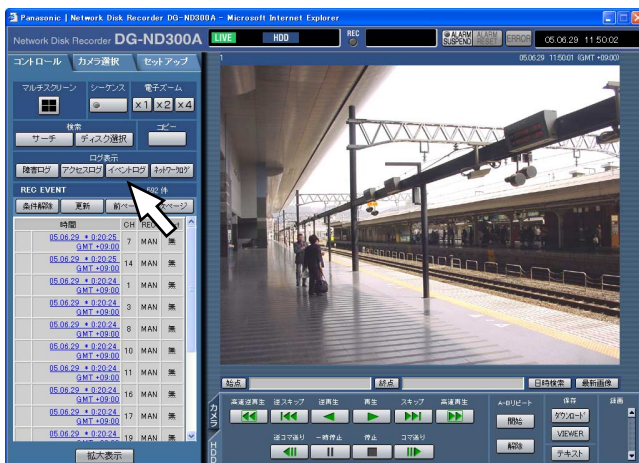 Panasonic | Network Disk Recorder DG-ND300A - Microsoft Internet Explorer
Network Disk Recorder DG-ND300A
LIVE HDD REC ALARM SUSPEND ALARM RESET ERROR 05.06.29 11:50:02
コントロール カメラ選択 セットアップ
1 05.06.29 11:50:01 (GMT +09:00)
マルチスクリーン シーケンス 電子ズーム
x1 x2 x4
検索 コピー
サーチ ディスク選択
ログ表示
障害ログ アクセスログ イベントログ ネットワークログ
REC EVENT 592 件
条件解除 更新 前ページ
時間 CH REC
05.06.29 * 0:20:25 GMT +09:00 7 MAN 無
05.06.29 * 0:20:25 GMT +09:00 14 MAN 無
05.06.29 * 0:20:24 GMT +09:00 1 MAN 無
05.06.29 * 0:20:24 GMT +09:00 3 MAN 無
05.06.29 * 0:20:24 GMT +09:00 8 MAN 無
05.06.29 * 0:20:24 GMT +09:00 10 MAN 無
05.06.29 * 0:20:24 GMT +09:00 11 MAN 無
05.06.29 * 0:20:24 GMT +09:00 16 MAN 無
05.06.29 * 0:20:24 GMT +09:00 17 MAN 無
05.06.29 * 0:20:24 19 MAN 無
拡大表示
始点 終点 日時検索 最新画像
カメラ
HDD
高速逆再生 逆スキップ 逆再生 再生 スキップ 高速再生
逆コマ送り 一時停止 停止 コマ送り
A-Bリピート
開始
解除
保存
ダウンロード
VIEWER
テキスト
録画